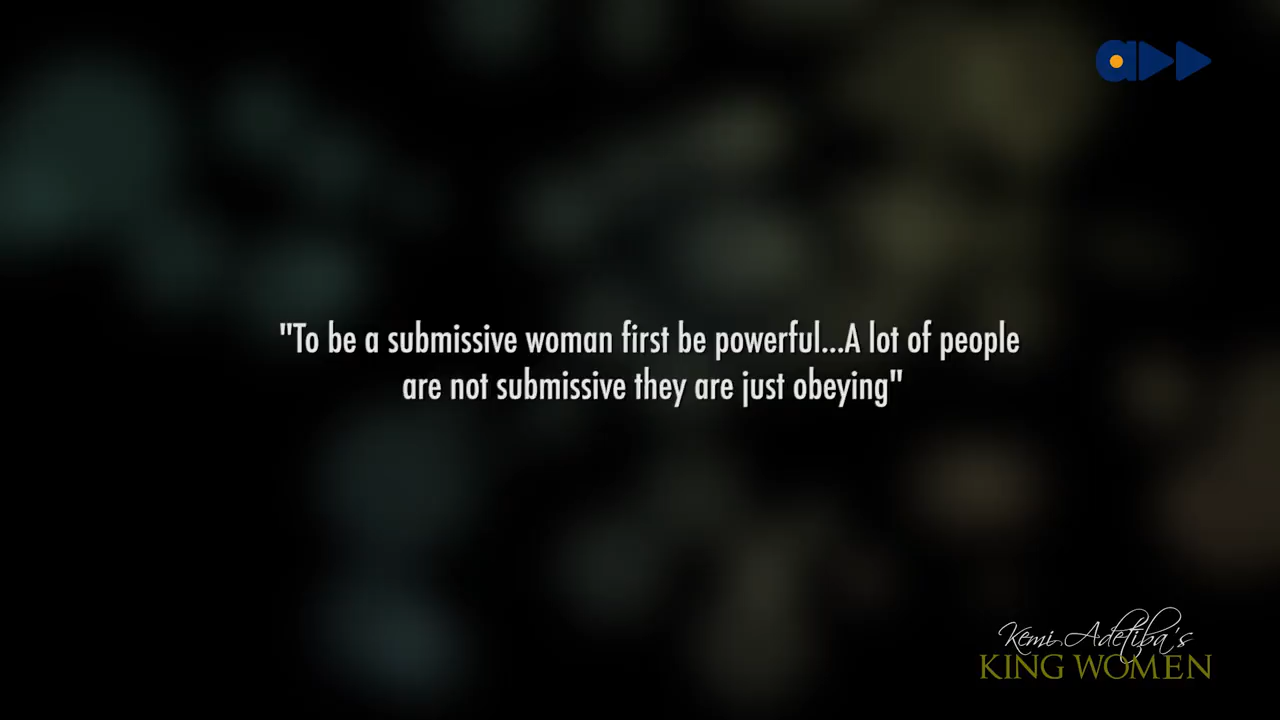 "To be a submissive woman first be powerful...A lot of people
are not submissive they are just obeying"
Kemi Adetiba's
KING WOMEN